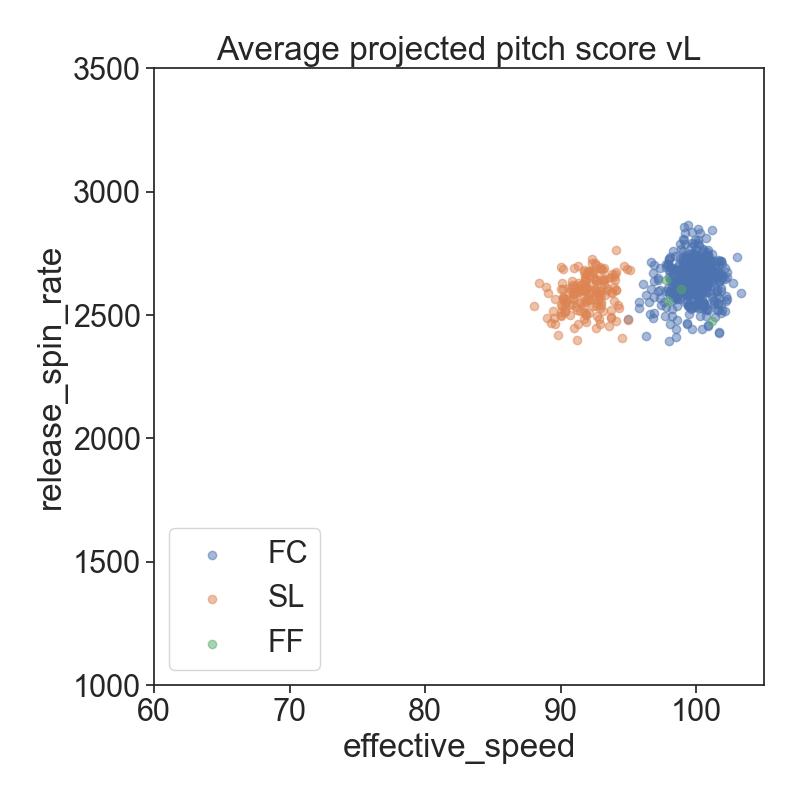 Average projected pitch score vL
3500
3000
2500
2000
1500
1000
release_spin_rate
FC
SL
FF
60 70 80 90 100
effective_speed